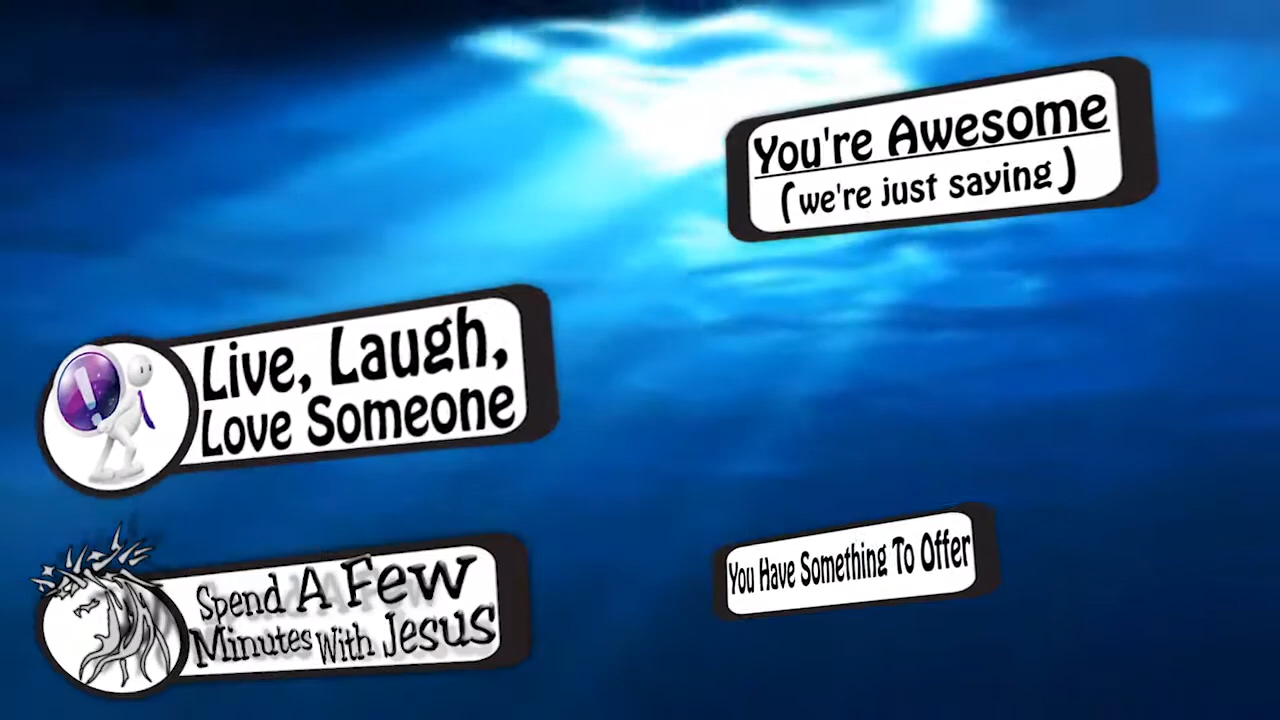 You're Awesome
(we're just saying)
Live, Laugh,
Love Someone
You Have Something To Offer
Spend A Few
Minutes With Jesus